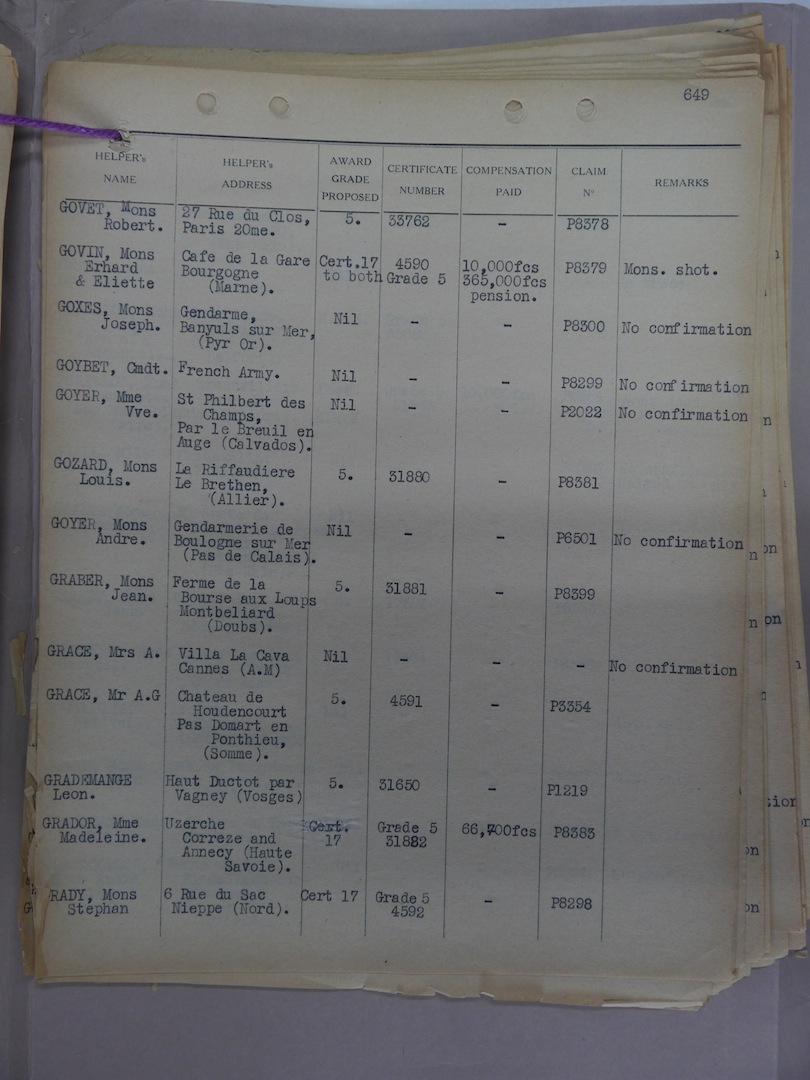 649
HELPER's NAME HELPER's ADDRESS AWARD GRADE PROPOSED CERTIFICATE NUMBER COMPENSATION PAID CLAIM Nº REMARKS
GOVET, Mons 27 Rue du Clos, 5. 33762 - P8378
Robert. Paris 20me.
GOVIN, Mons Cafe de la Gare Cert.17 4590 10,000fcs P8379 Mons. shot.
Erhard Bourgogne to both Grade 5 365,000fcs
& Eliette (Marne). pension.
GOXES, Mons Gendarme, Nil - - P8300 No confirmation
Joseph. Banyuls sur Mer,
(Pyr Or).
GOYBET, Cmdt. French Army. Nil - - P8299 No confirmation
GOYER, Mme St Philbert des Nil - - P2022 No confirmation
Vve. Champs,
Par le Breuil en
Auge (Calvados).
GOZARD, Mons La Riffaudiere 5. 31880 - P8381
Louis. Le Brethen,
(Allier).
GOYER, Mons Gendarmerie de Nil - - P6501 No confirmation
Andre. Boulogne sur Mer
(Pas de Calais).
GRABER, Mons Ferme de la 5. 31881 - P8399
Jean. Bourse aux Loups
Montbeliard
(Doubs).
GRACE, Mrs A. Villa La Cava Nil - - - No confirmation
Cannes (A.M)
GRACE, Mr A.G Chateau de 5. 4591 - P3354
Houdencourt
Pas Domart en
Ponthieu,
(Somme).
GRADEMANGE Haut Ductot par 5. 31650 - P1219
Leon. Vagney (Vosges)
GRADOR, Mme Uzerche Cert. Grade 5 66,700fcs P8383
Madeleine. Correze and 17 31882
Annecy (Haute
Savoie).
RADY, Mons 6 Rue du Sac Cert 17 Grade 5 - P8298
Stephan Nieppe (Nord). 4592